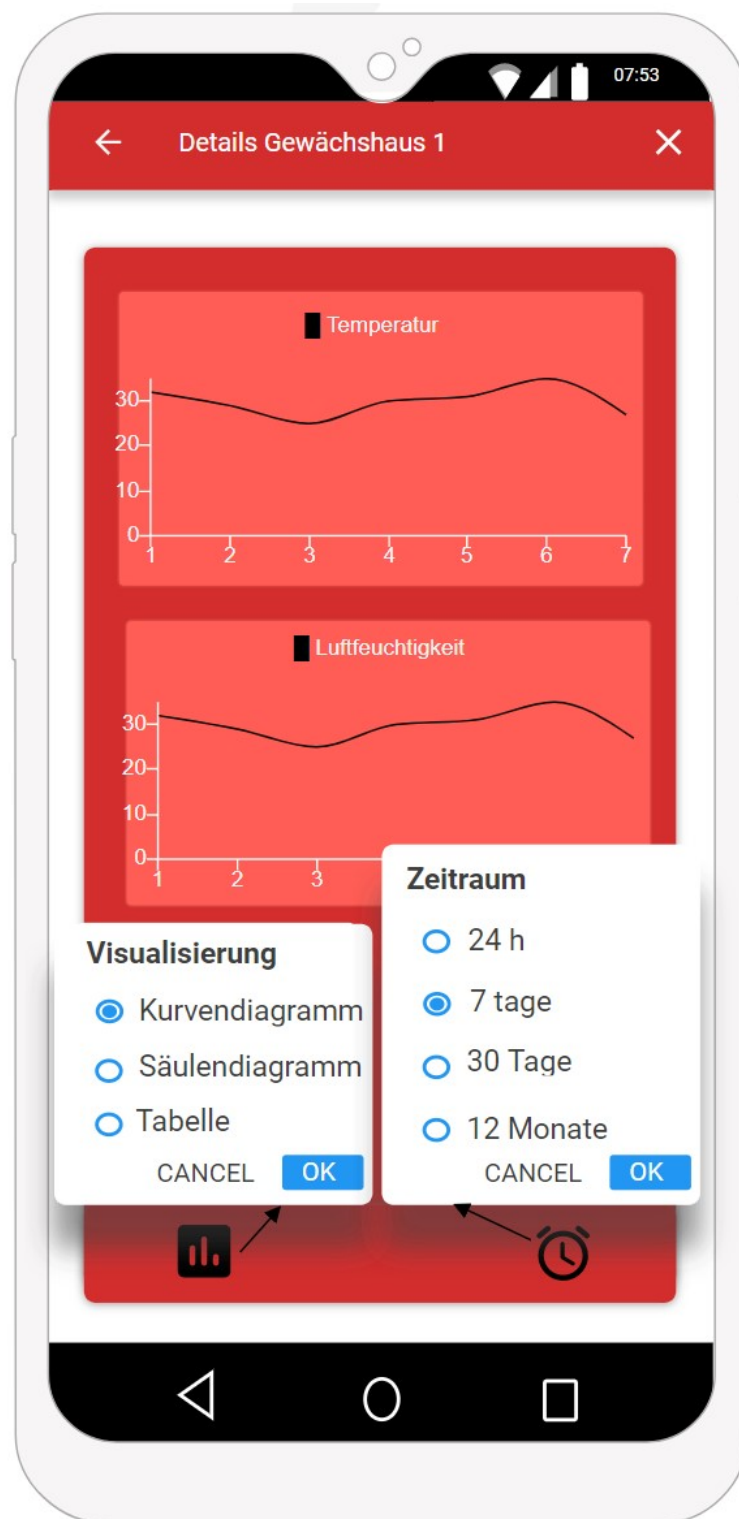 07:53
Details Gewächshaus 1
Temperatur
30
20
10
0
1 2 3 4 5 6 7
Luftfeuchtigkeit
30
20
10
0
1 2 3
Zeitraum
24 h
7 tage
30 Tage
12 Monate
CANCEL OK
Visualisierung
Kurvendiagramm
Säulendiagramm
Tabelle
CANCEL OK